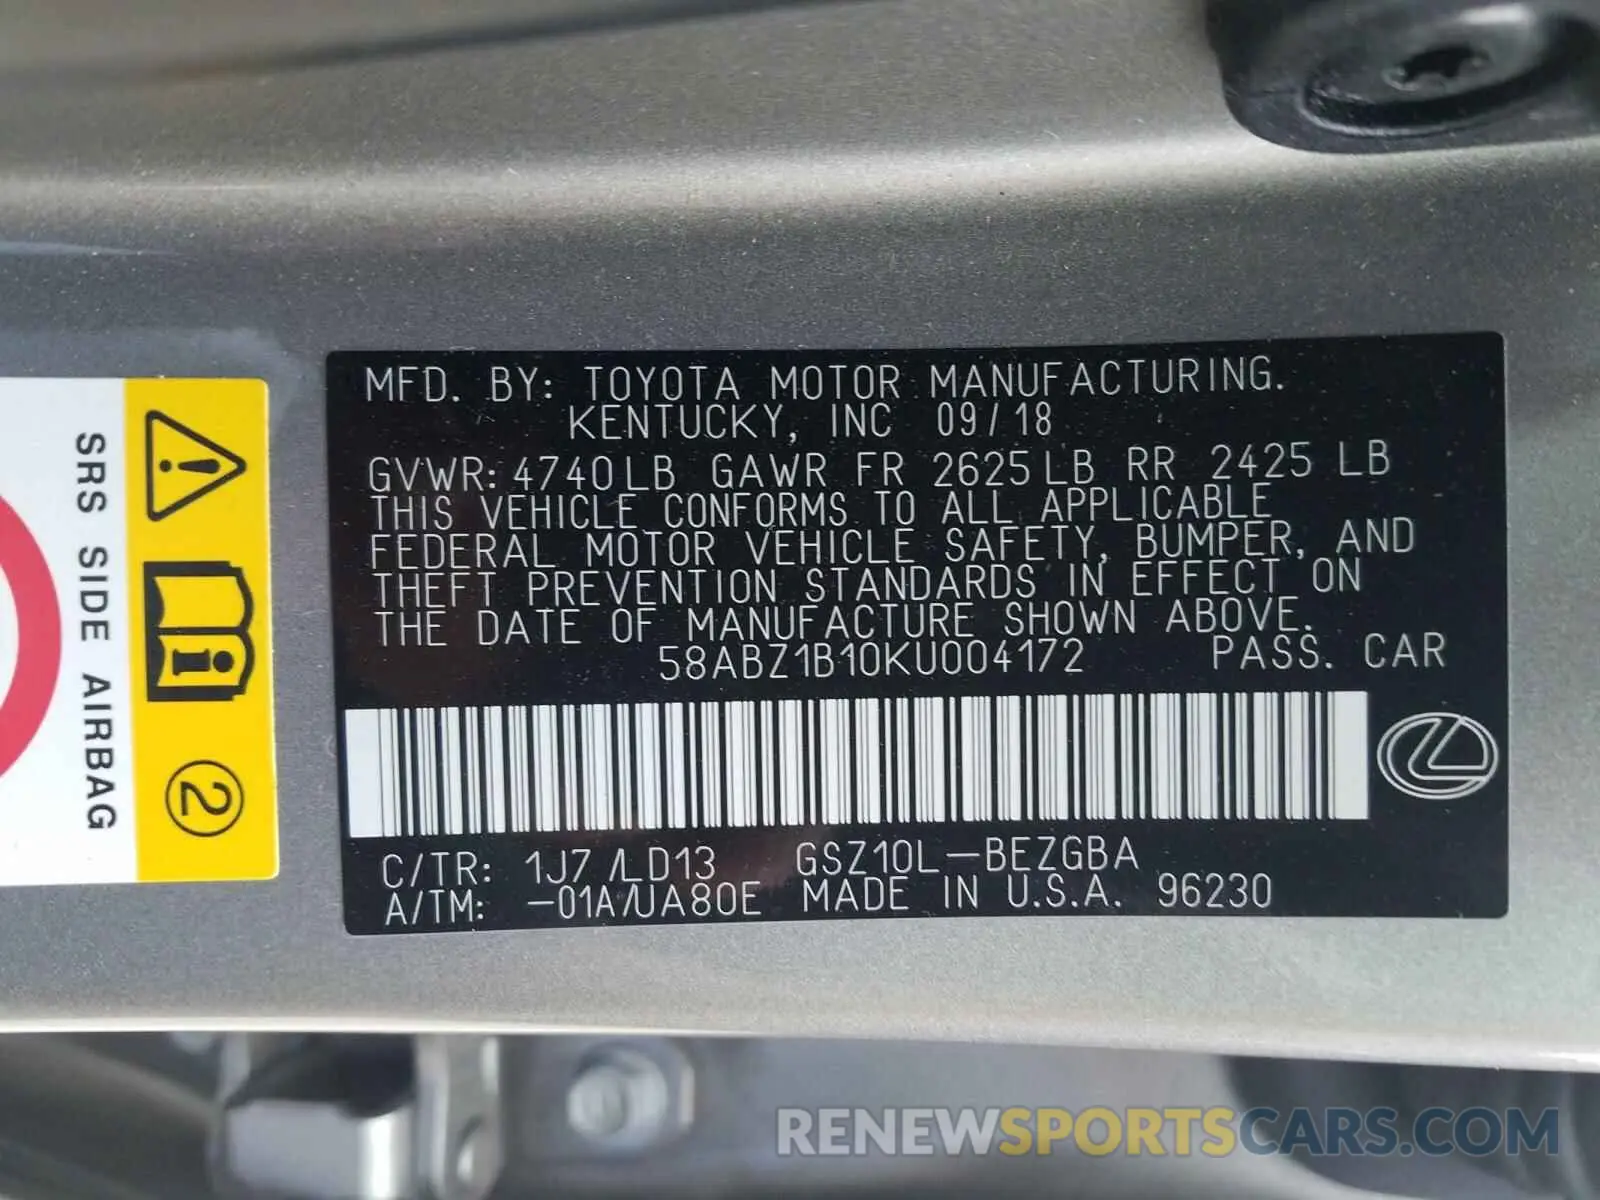 MFD. BY: TOYOTA MOTOR MANUFACTURING.
KENTUCKY, INC 09/18
GVWR: 4740LB GAWR FR 2625LB RR 2425 LB
THIS VEHICLE CONFORMS TO ALL APPLICABLE
FEDERAL MOTOR VEHICLE SAFETY, BUMPER, AND
THEFT PREVENTION STANDARDS IN EFFECT ON
THE DATE OF MANUFACTURE SHOWN ABOVE.
58ABZ1B10KU004172 PASS. CAR
C/TR: 1J7 /LD13 GSZ10L-BEZGBA
A/TM: -01A/UA80E MADE IN U.S.A. 96230
SRS SIDE AIRBAG
2
RENEWSPORTSCARS.COM